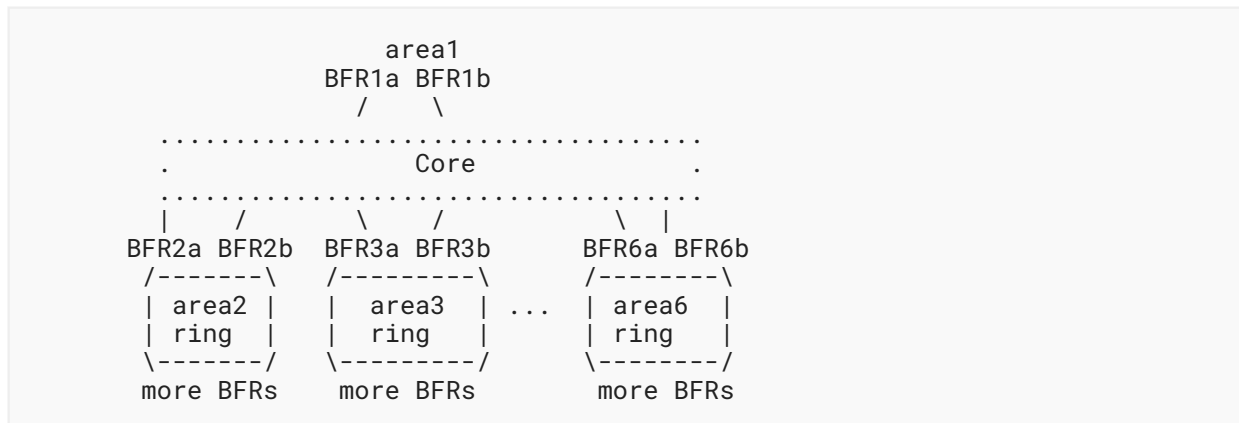 area1
             BFR1a BFR1b
               /    \
  ....................................
  .                Core              .
  ....................................
  |    /       \    /            \  |
BFR2a BFR2b  BFR3a BFR3b      BFR6a BFR6b
 /-------\   /---------\       /--------\
 | area2 |   |  area3  | ...   | area6  |
 | ring  |   |  ring   |       | ring   |
 \-------/   \---------/       \--------/
 more BFRs    more BFRs         more BFRs